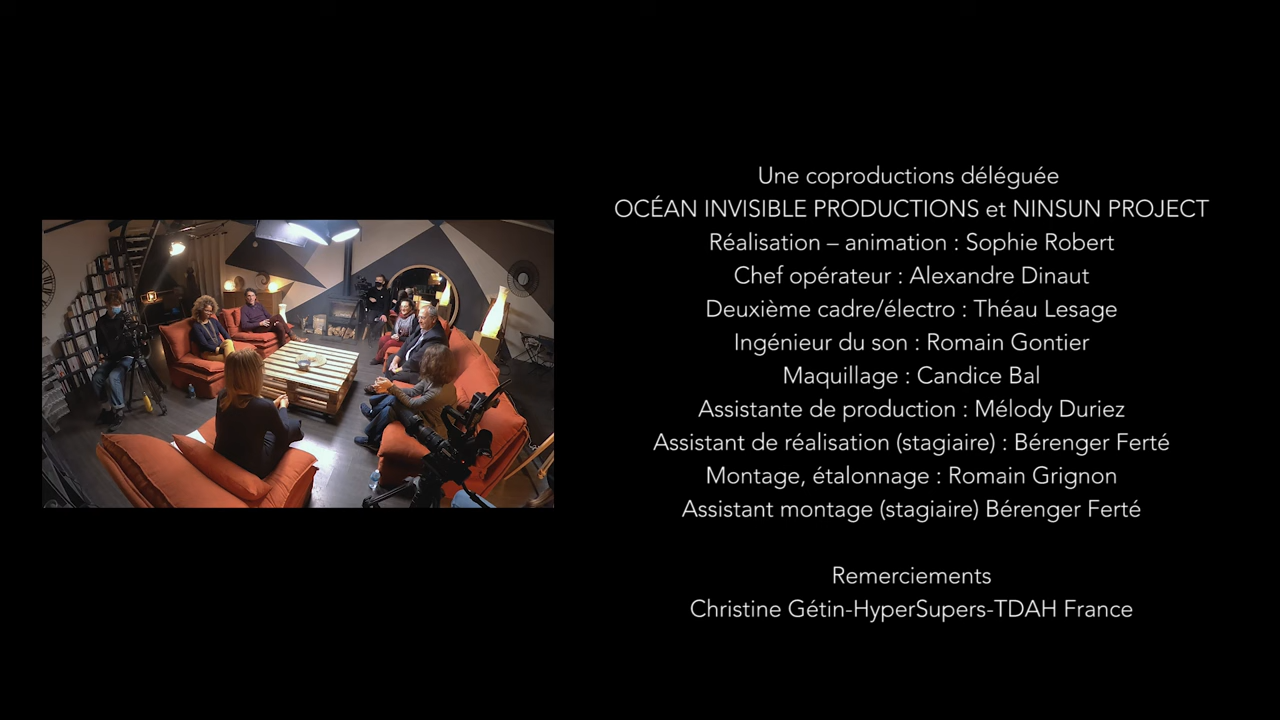 Une coproductions déléguée
OCÉAN INVISIBLE PRODUCTIONS et NINSUN PROJECT
Réalisation – animation : Sophie Robert
Chef opérateur : Alexandre Dinaut
Deuxième cadre/électro : Théau Lesage
Ingénieur du son : Romain Gontier
Maquillage : Candice Bal
Assistante de production : Mélody Duriez
Assistant de réalisation (stagiaire) : Bérenger Ferté
Montage, étalonnage : Romain Grignon
Assistant montage (stagiaire) Bérenger Ferté
Remerciements
Christine Gétin-HyperSupers-TDAH France